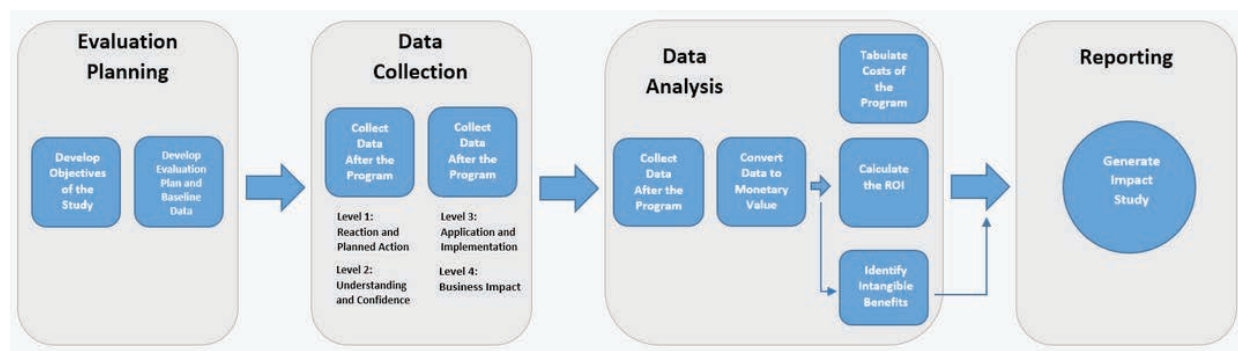 Evaluation
Planning
Develop
Objectives
of the
Study
Develop
Evaluation
Plan and
Baseline
Data
Data
Collection
Collect
Data
After the
Program
Collect
Data
After the
Program
Level 1:
Reaction and
Planned Action
Level 2:
Understanding
and Confidence
Level 3:
Application and
Implementation
Level 4:
Business Impact
Data
Analysis
Collect
Data
After the
Program
Convert
Data to
Monetary
Value
Tabulate
Costs of
the
Program
Calculate
the ROI
Identify
Intangible
Benefits
Reporting
Generate
Impact
Study